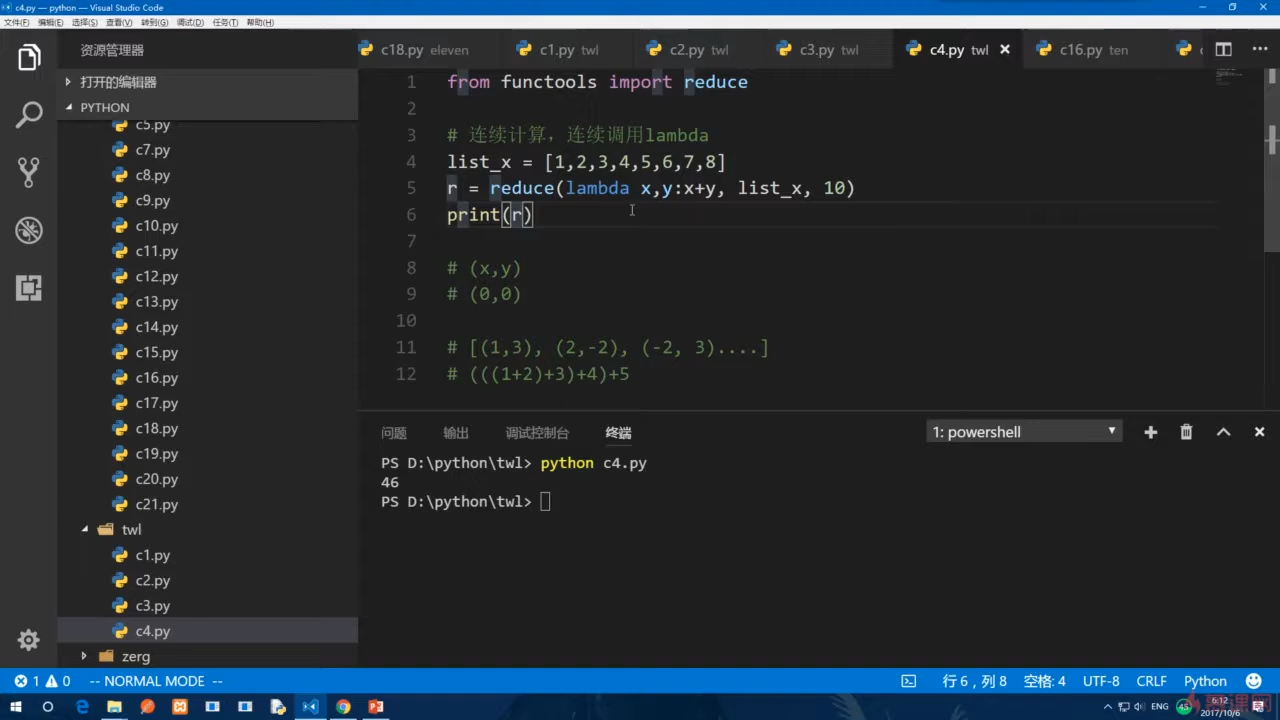 c4.py — python — Visual Studio Code
文件(F) 编辑(E) 选择(S) 查看(V) 转到(G) 调试(D) 任务(T) 帮助(H)
资源管理器
打开的编辑器
PYTHON
c5.py
c7.py
c8.py
c9.py
c10.py
c11.py
c12.py
c13.py
c14.py
c15.py
c16.py
c17.py
c18.py
c19.py
c20.py
c21.py
twl
c1.py
c2.py
c3.py
c4.py
zerg
c18.py eleven
c1.py twl
c2.py twl
c3.py twl
c4.py twl
c16.py ten
c
1 from functools import reduce
2
3 # 连续计算，连续调用lambda
4 list_x = [1,2,3,4,5,6,7,8]
5 r = reduce(lambda x,y:x+y, list_x, 10)
6 print(r)
7
8 # (x,y)
9 # (0,0)
10
11 # [(1,3), (2,-2), (-2, 3)....]
12 # (((1+2)+3)+4)+5
问题 输出 调试控制台 终端
1: powershell
PS D:\python\twl> python c4.py
46
PS D:\python\twl>
1 0 -- NORMAL MODE --
行 6，列 8 空格: 4 UTF-8 CRLF Python
ENG
45
6:12
2017/10/6